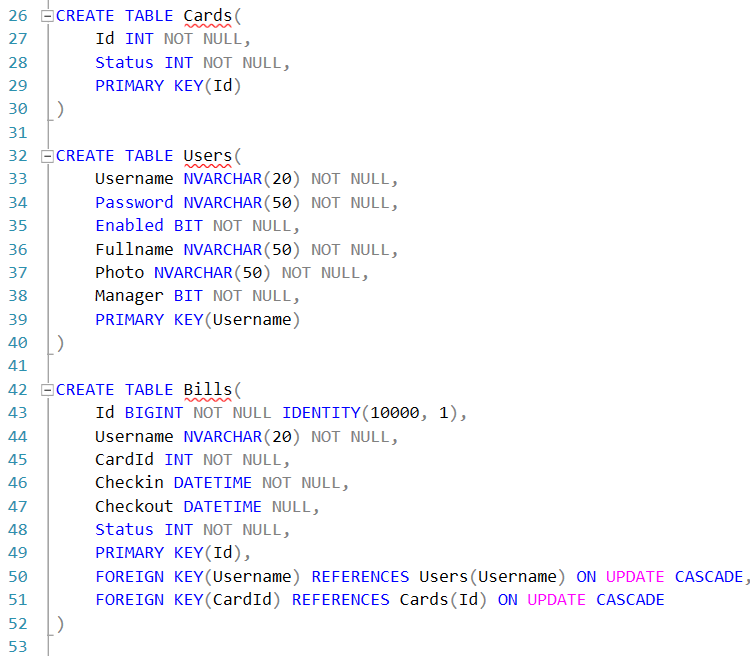 26 CREATE TABLE Cards(
27 Id INT NOT NULL,
28 Status INT NOT NULL,
29 PRIMARY KEY(Id)
30 )
31
32 CREATE TABLE Users(
33 Username NVARCHAR(20) NOT NULL,
34 Password NVARCHAR(50) NOT NULL,
35 Enabled BIT NOT NULL,
36 Fullname NVARCHAR(50) NOT NULL,
37 Photo NVARCHAR(50) NOT NULL,
38 Manager BIT NOT NULL,
39 PRIMARY KEY(Username)
40 )
41
42 CREATE TABLE Bills(
43 Id BIGINT NOT NULL IDENTITY(10000, 1),
44 Username NVARCHAR(20) NOT NULL,
45 CardId INT NOT NULL,
46 Checkin DATETIME NOT NULL,
47 Checkout DATETIME NULL,
48 Status INT NOT NULL,
49 PRIMARY KEY(Id),
50 FOREIGN KEY(Username) REFERENCES Users(Username) ON UPDATE CASCADE,
51 FOREIGN KEY(CardId) REFERENCES Cards(Id) ON UPDATE CASCADE
52 )
53